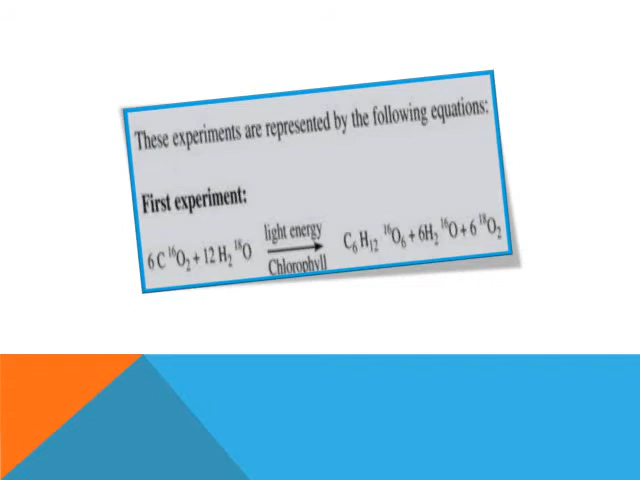 These experiments are represented by the following equations:
First experiment:
6 C ¹⁶O₂ + 12 H₂ ¹⁸O light energy Chlorophyll C₆ H₁₂ ¹⁶O₆ + 6H₂ ¹⁶O + 6 ¹⁸O₂